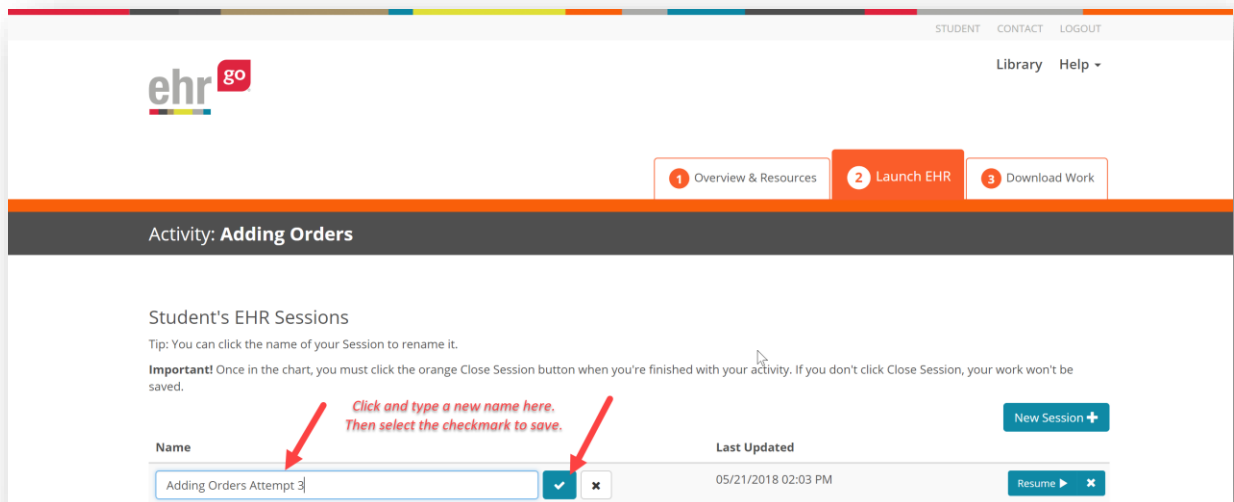 STUDENT CONTACT LOGOUT
Library Help
ehr go
1 Overview & Resources 2 Launch EHR 3 Download Work
Activity: Adding Orders
Student's EHR Sessions
Tip: You can click the name of your Session to rename it.
Important! Once in the chart, you must click the orange Close Session button when you're finished with your activity. If you don't click Close Session, your work won't be
saved.
Click and type a new name here.
Then select the checkmark to save.
New Session
Name Last Updated
Adding Orders Attempt 3 05/21/2018 02:03 PM Resume